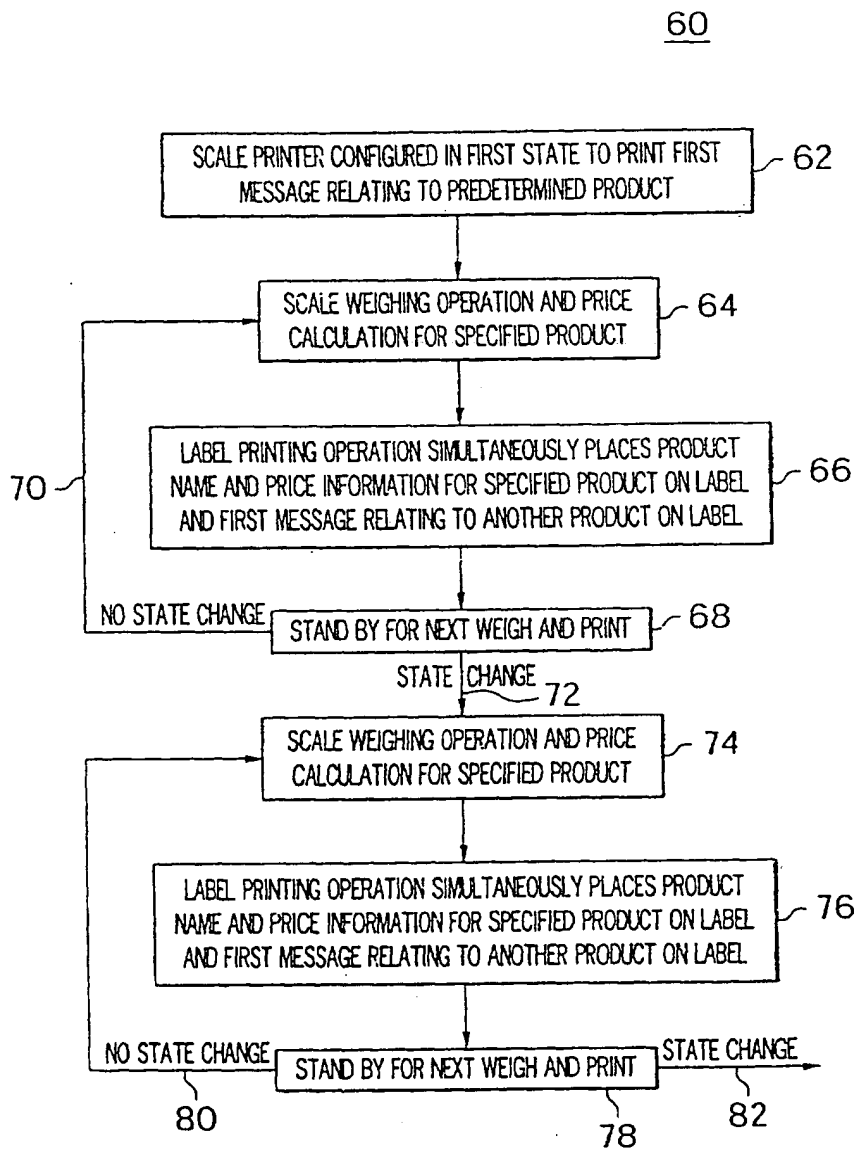 60
SCALE PRINTER CONFIGURED IN FIRST STATE TO PRINT FIRST
MESSAGE RELATING TO PREDETERMINED PRODUCT
62
SCALE WEIGHING OPERATION AND PRICE
CALCULATION FOR SPECIFIED PRODUCT
64
LABEL PRINTING OPERATION SIMULTANEOUSLY PLACES PRODUCT
NAME AND PRICE INFORMATION FOR SPECIFIED PRODUCT ON LABEL
AND FIRST MESSAGE RELATING TO ANOTHER PRODUCT ON LABEL
66
70
NO STATE CHANGE
STAND BY FOR NEXT WEIGH AND PRINT
68
STATE CHANGE
72
SCALE WEIGHING OPERATION AND PRICE
CALCULATION FOR SPECIFIED PRODUCT
74
LABEL PRINTING OPERATION SIMULTANEOUSLY PLACES PRODUCT
NAME AND PRICE INFORMATION FOR SPECIFIED PRODUCT ON LABEL
AND FIRST MESSAGE RELATING TO ANOTHER PRODUCT ON LABEL
76
NO STATE CHANGE
80
STAND BY FOR NEXT WEIGH AND PRINT
78
STATE CHANGE
82